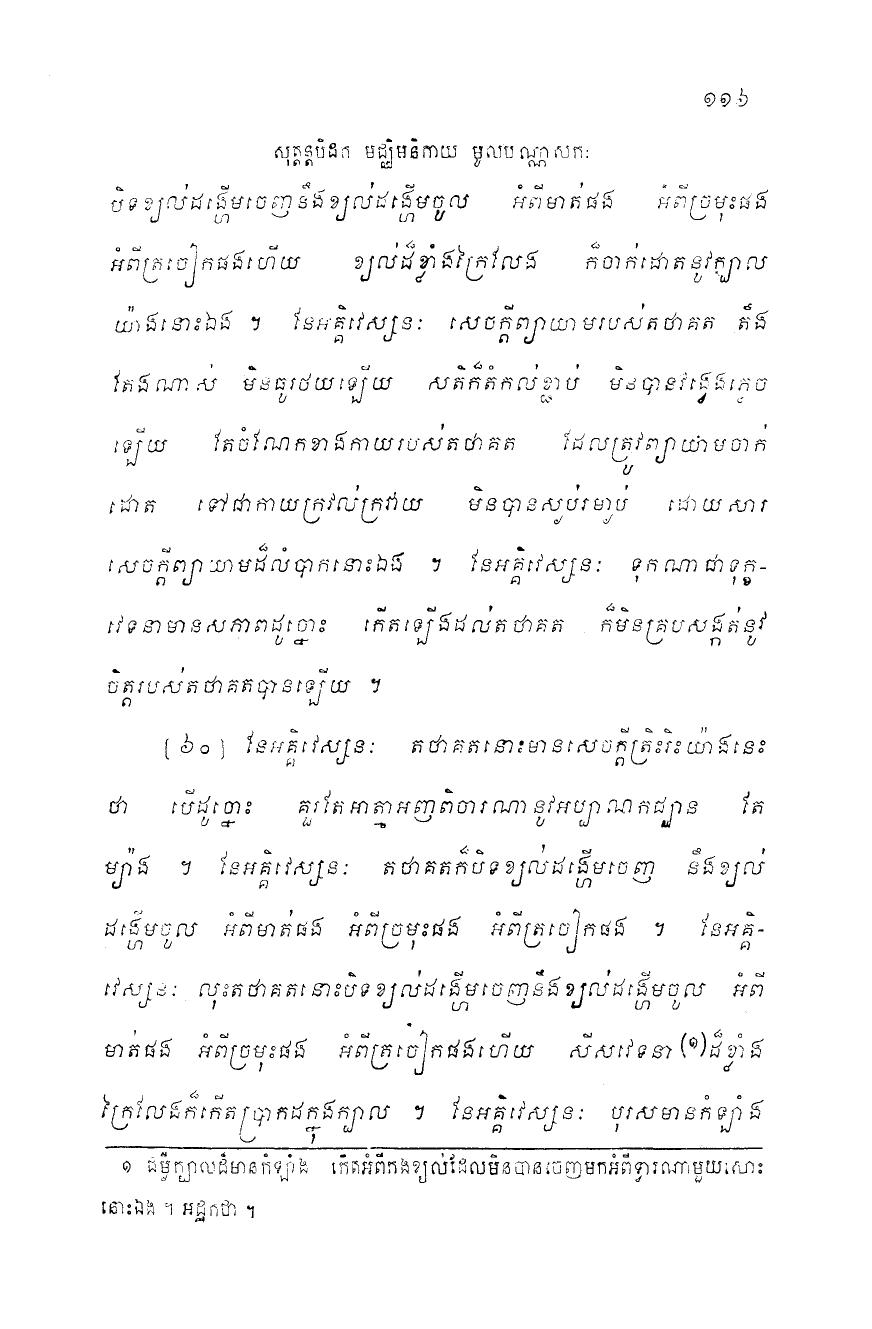 ១១៦
សុត្តន្តបិដក មជ្ឈិមនិកាយ មូលបណ្ណាសកៈ
បិទខ្យល់ដង្ហើមចេញនឹងខ្យល់ដង្ហើមចូល អំពីមាត់ផង អំពីច្រមុះផង
អំពីត្រចៀកផងហើយ ខ្យល់ដ៏ខ្លាំងក្រៃលែង ក៏ចាក់ដោតនូវក្បាល
យ៉ាងនោះឯង ។ នែអគ្គិវេស្សនៈ សេចក្តីព្យាយាមរបស់តថាគត តឹង
តែងណាស់ មិនធូរថយឡើយ សតិក៏តំកល់ខ្ជាប់ មិនបានវង្វេងភ្លេច
ឡើយ តែចំណែកខាងកាយរបស់តថាគត ដែលត្រូវព្យាយាមចាក់
ដោត ទៅជាកាយក្រវល់ក្រវាយ មិនបានស្ងប់រម្ងាប់ ដោយសារ
សេចក្តីព្យាយាមដ៏លំបាកនោះឯង ។ នែអគ្គិវេស្សនៈ ទុកណាជាទុក្ខ-
វេទនាមានសភាពដូច្នោះ កើតឡើងដល់តថាគត ក៏មិនគ្របសង្កត់នូវ
ចិត្តរបស់តថាគតបានឡើយ ។
[៦០] នែអគ្គិវេស្សនៈ តថាគតនោះមានសេចក្តីត្រិះរិះយ៉ាងនេះ
ថា បើដូច្នោះ គួរតែអាត្មាអញពិចារណានូវអប្បាណកជ្ឈាន តែ
ម្យ៉ាង ។ នែអគ្គិវេស្សនៈ តថាគតក៏បិទខ្យល់ដង្ហើមចេញ នឹងខ្យល់
ដង្ហើមចូល អំពីមាត់ផង អំពីច្រមុះផង អំពីត្រចៀកផង ។ នែអគ្គិ-
វេស្សនៈ លុះតថាគតនោះបិទខ្យល់ដង្ហើមចេញនឹងខ្យល់ដង្ហើមចូល អំពី
មាត់ផង អំពីច្រមុះផង អំពីត្រចៀកផងហើយ សីសវេទនា (១)ដ៏ខ្លាំង
ក្រៃលែងក៏កើតប្រាកដក្នុងក្បាល ។ នែអគ្គិវេស្សនៈ បុរសមានកំឡាំង
១ ជម្ងឺក្បាលដ៏មានកំឡាំង កើតអំពីកងខ្យល់ដែលមិនបានចេញមកអំពីទ្វារណាមួយសោះ
នោះឯង ។ អដ្ឋកថា ។